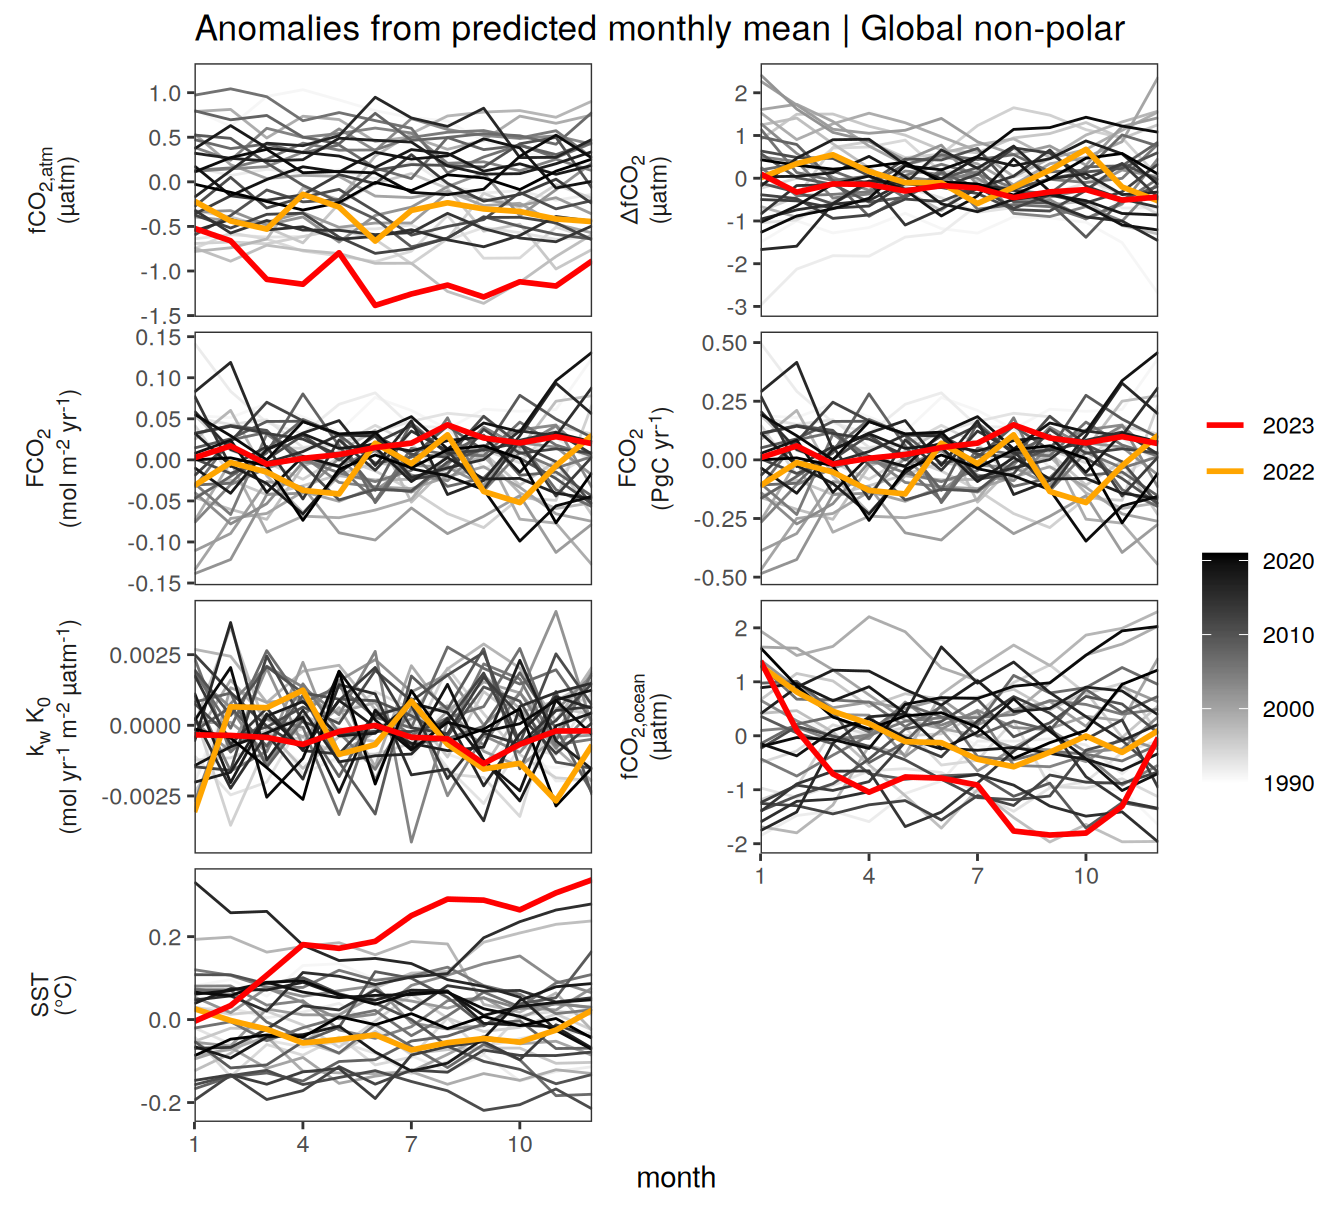 Anomalies from predicted monthly mean | Global non-polar
fCO2,atm
(µatm)
1.0
0.5
0.0
-0.5
-1.0
-1.5
ΔfCO2
(µatm)
2
1
0
-1
-2
-3
FCO2
(mol m-2 yr-1)
0.15
0.10
0.05
0.00
-0.05
-0.10
-0.15
FCO2
(PgC yr-1)
0.50
0.25
0.00
-0.25
-0.50
kw K0
(mol yr-1 m-2 µatm-1)
0.0025
0.0000
-0.0025
fCO2,ocean
(µatm)
2
1
0
-1
-2
1 4 7 10
SST
(°C)
0.2
0.0
-0.2
1 4 7 10
month
2023
2022
2020
2010
2000
1990